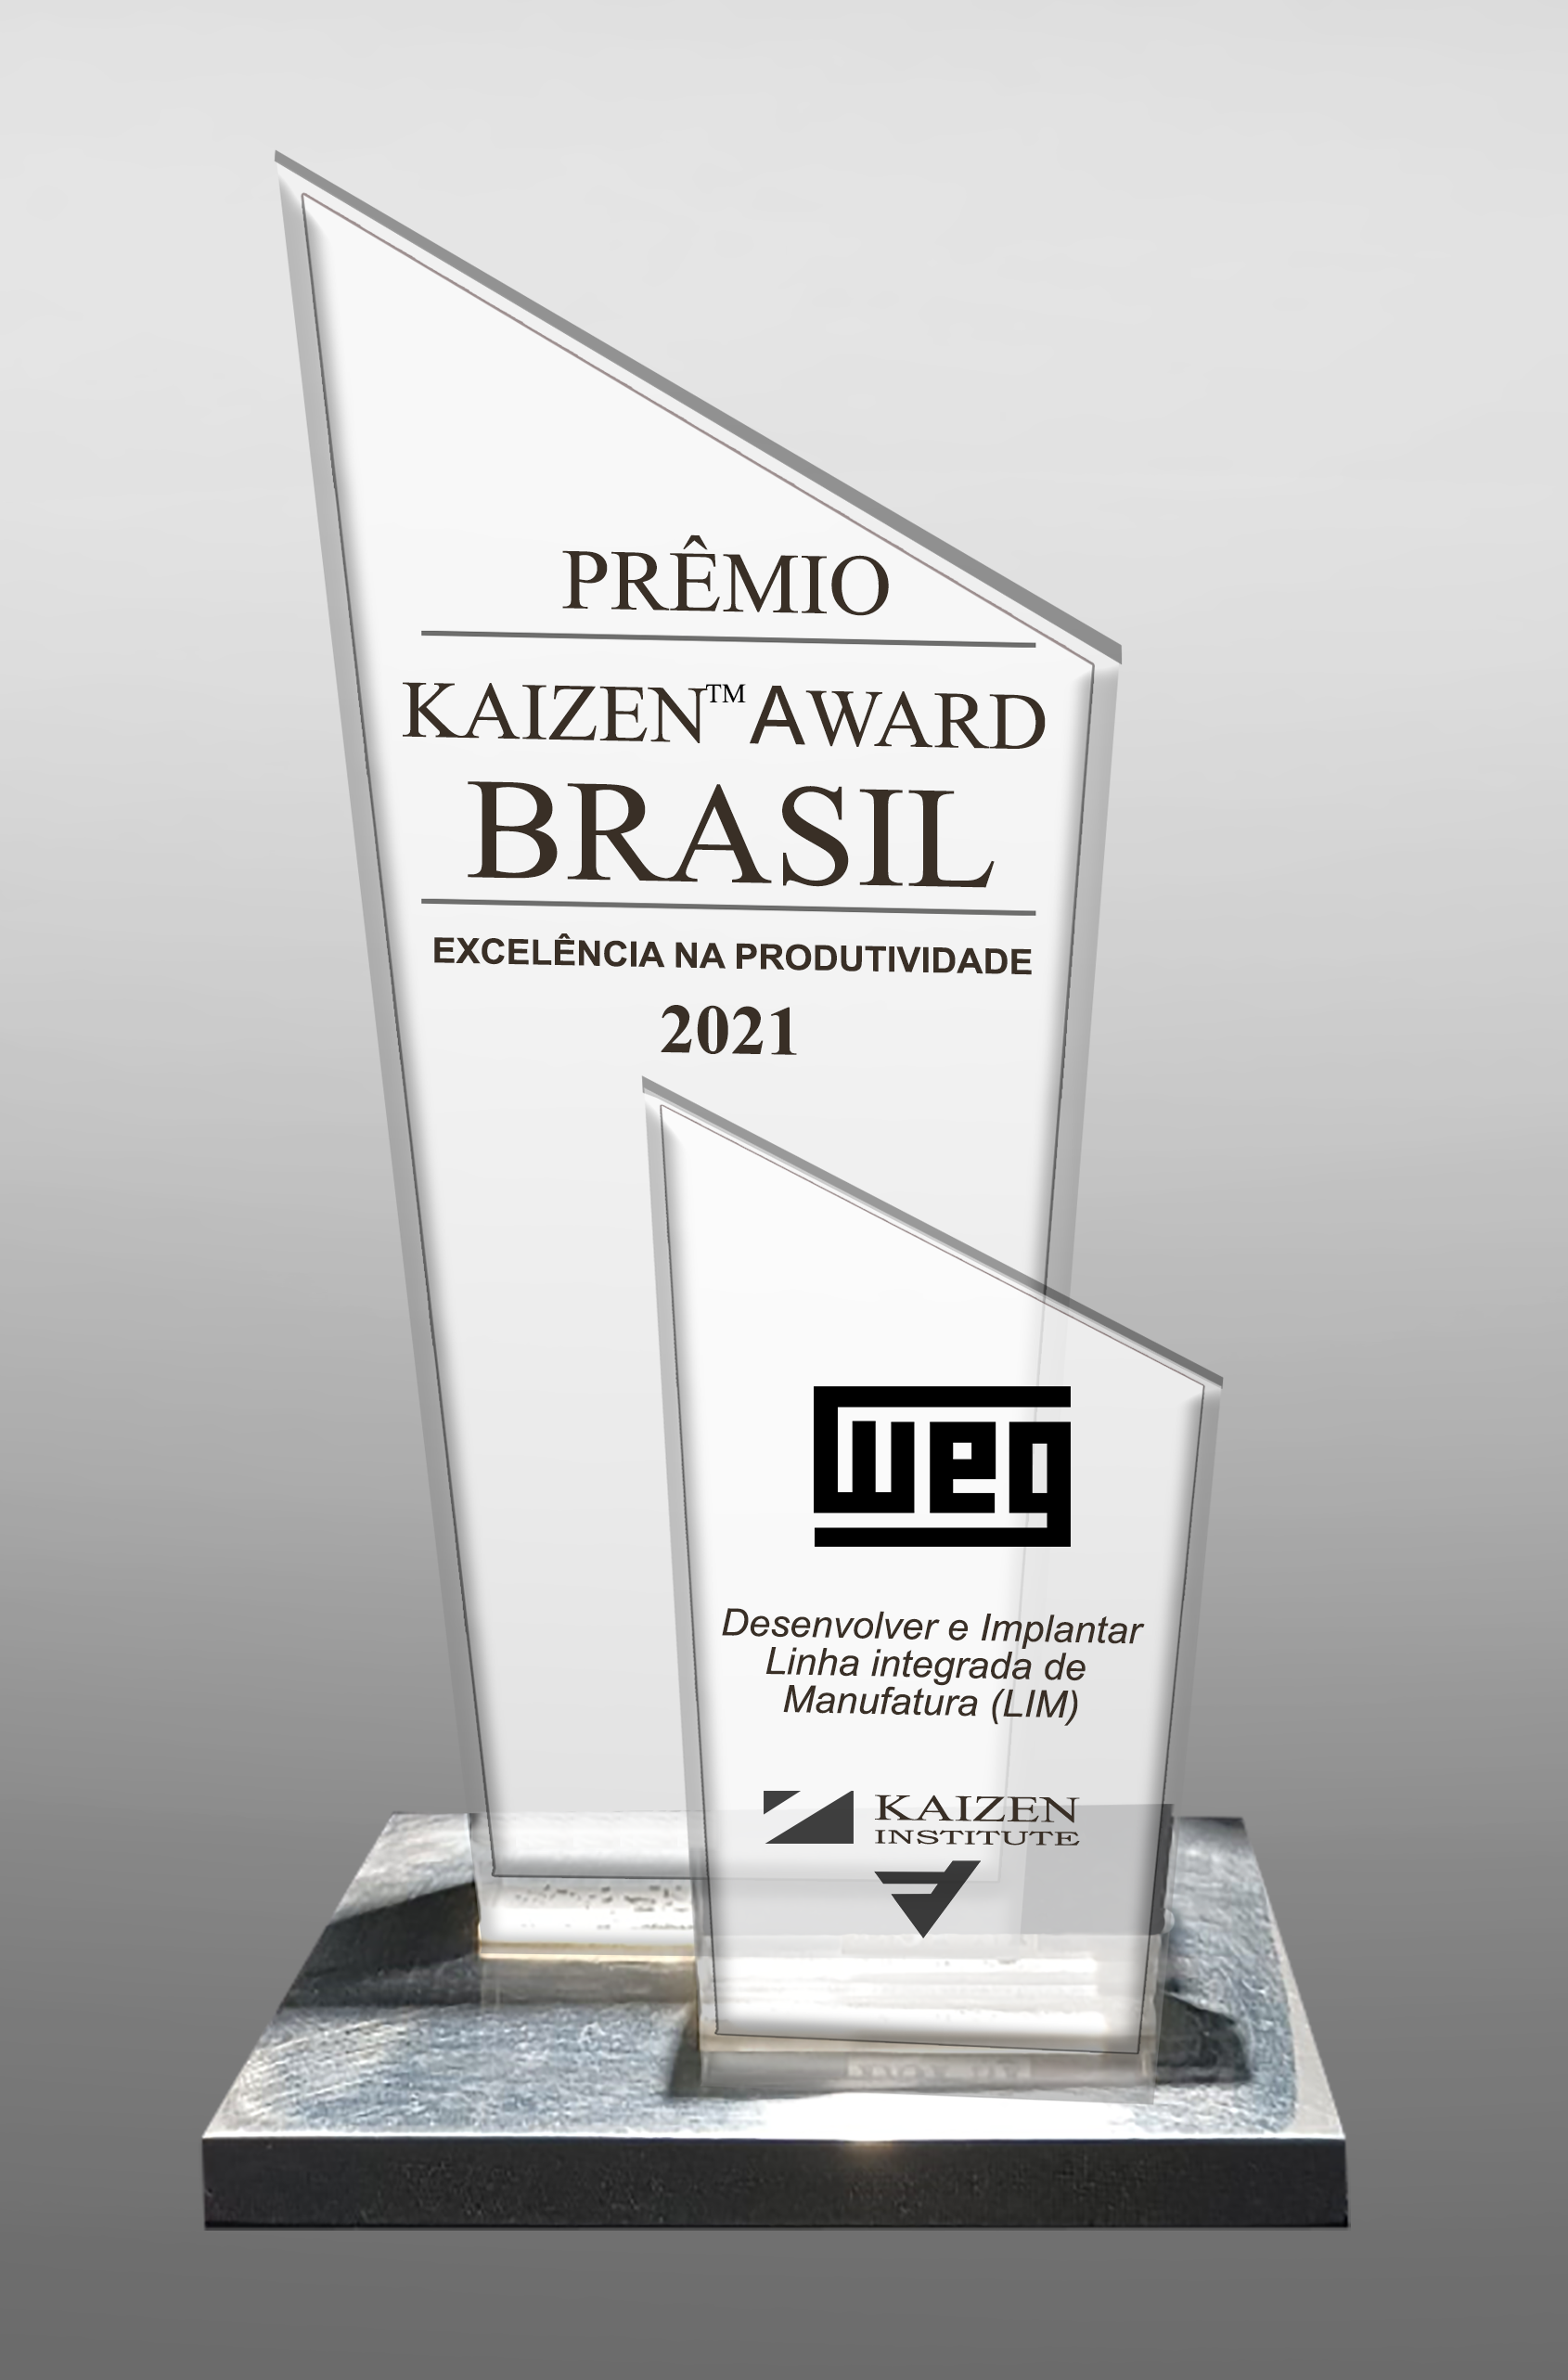 PRÊMIO
KAIZEN™ AWARD
BRASIL
EXCELÊNCIA NA PRODUTIVIDADE
2021
weg
Desenvolver e Implantar
Linha integrada de
Manufatura (LIM)
KAIZEN
INSTITUTE